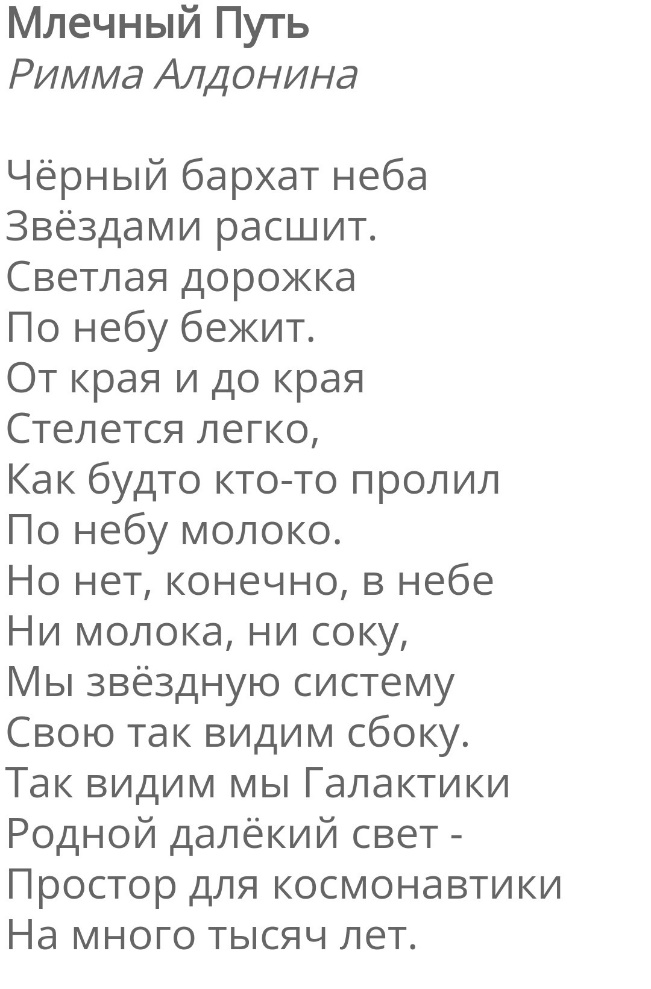 Млечный Путь
Римма Алдонина
Чёрный бархат неба
Звёздами расшит.
Светлая дорожка
По небу бежит.
От края и до края
Стелется легко,
Как будто кто-то пролил
По небу молоко.
Но нет, конечно, в небе
Ни молока, ни соку,
Мы звёздную систему
Свою так видим сбоку.
Так видим мы Галактики
Родной далёкий свет -
Простор для космонавтики
На много тысяч лет.